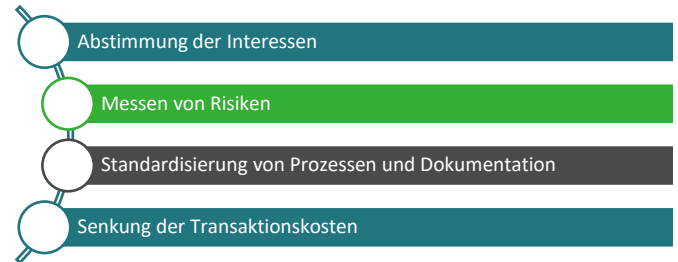 Abstimmung der Interessen
Messen von Risiken
Standardisierung von Prozessen und Dokumentation
Senkung der Transaktionskosten